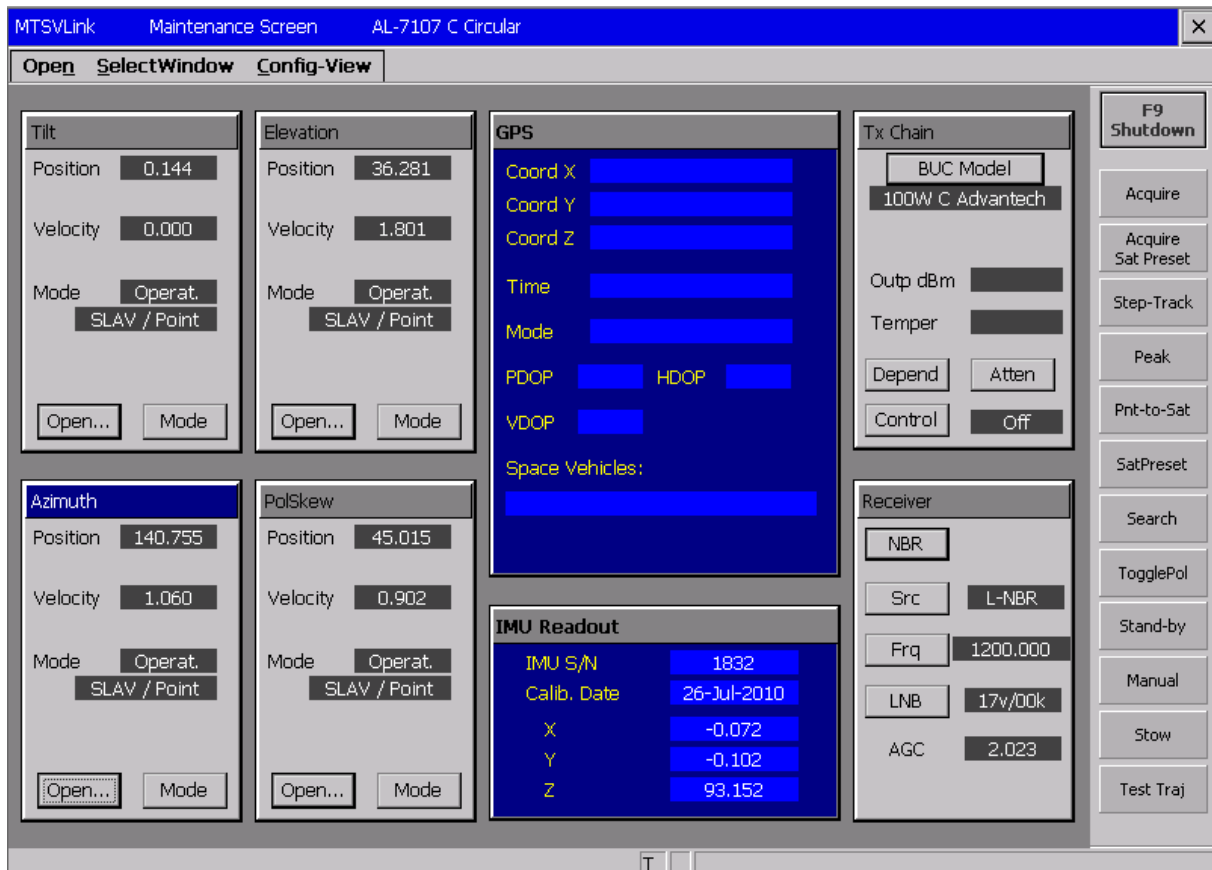 MTSVLink Maintenance Screen AL-7107 C Circular
Open SelectWindow Config-View
Tilt
Position 0.144
Velocity 0.000
Mode Operat.
SLAV / Point
Open... Mode
Elevation
Position 36.281
Velocity 1.801
Mode Operat.
SLAV / Point
Open... Mode
Azimuth
Position 140.755
Velocity 1.060
Mode Operat.
SLAV / Point
Open... Mode
PolSkew
Position 45.015
Velocity 0.902
Mode Operat.
SLAV / Point
Open... Mode
GPS
Coord X
Coord Y
Coord Z
Time
Mode
PDOP HDOP
VDOP
Space Vehicles:
IMU Readout
IMU S/N 1832
Calib. Date 26-Jul-2010
X -0.072
Y -0.102
Z 93.152
Tx Chain
BUC Model
100W C Advantech
Outp dBm
Temper
Depend Atten
Control Off
Receiver
NBR
Src L-NBR
Frq 1200.000
LNB 17v/00k
AGC 2.023
F9
Shutdown
Acquire
Acquire
Sat Preset
Step-Track
Peak
Pnt-to-Sat
SatPreset
Search
TogglePol
Stand-by
Manual
Stow
Test Traj
T